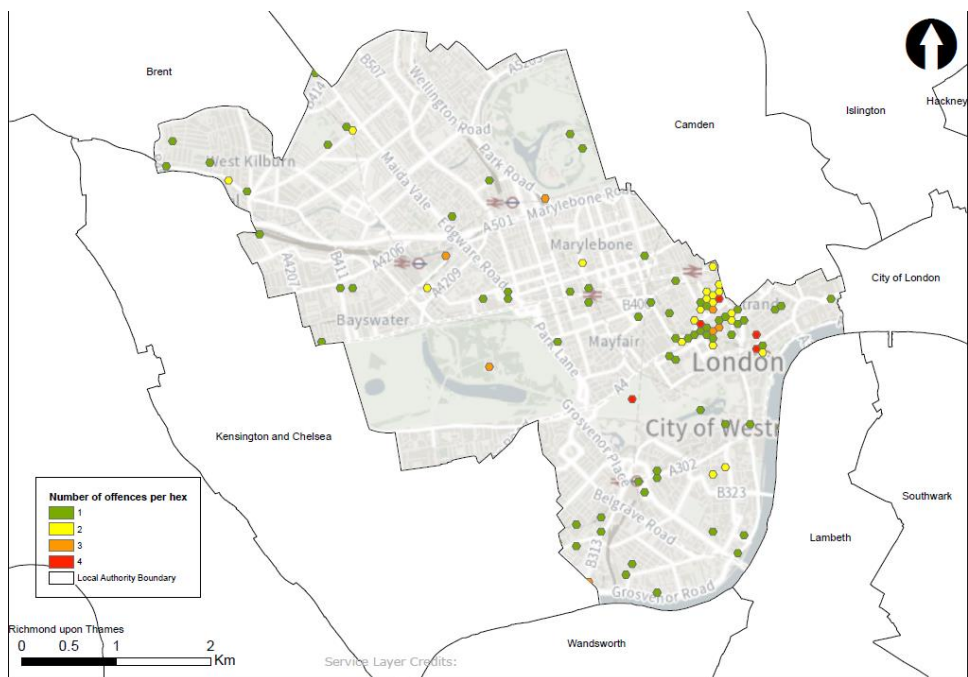 Brent
B507
Wellington Road
A5205
B414
Camden
Islington
Hackney
West Kilburn
Park Road
Maida Vale
Marylebone Road
A501
Edgware Road
Marylebone
A4206
A4209
A4207
B411
City of London
Bayswater
Mayfair
Park Lane
London
A4
Grosvenor Place
City of Westr
Kensington and Chelsea
A302
B323
Belgrave Road
Southwark
Lambeth
B313
Grosvenor Road
Number of offences per hex
1
2
3
4
Local Authority Boundary
Richmond upon Thames
0 0.5 1 2
Km
Service Layer Credits:
Wandsworth